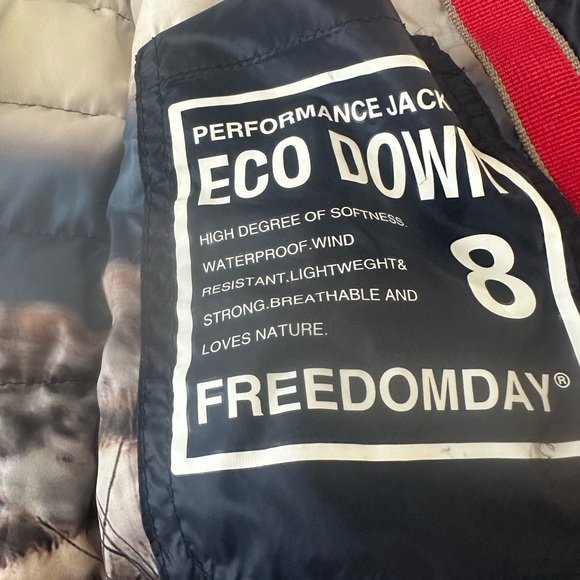 PERFORMANCE JACK
ECO DOWN
HIGH DEGREE OF SOFTNESS.
WATERPROOF.WIND
RESISTANT.LIGHTWEGHT&
STRONG.BREATHABLE AND
LOVES NATURE.
8
FREEDOMDAY®